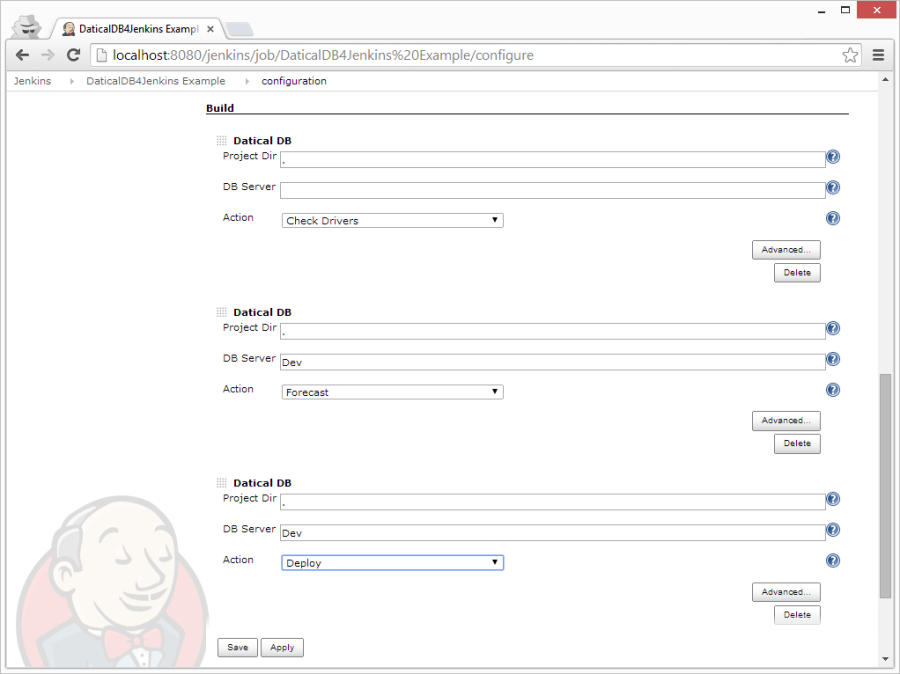 DaticalDB4Jenkins Exampl
localhost:8080/jenkins/job/DaticalDB4Jenkins%20Example/configure
Jenkins DaticalDB4Jenkins Example configuration
Build
Datical DB
Project Dir .
DB Server
Action Check Drivers
Advanced...
Delete
Datical DB
Project Dir .
DB Server Dev
Action Forecast
Advanced...
Delete
Datical DB
Project Dir .
DB Server Dev
Action Deploy
Advanced...
Delete
Save Apply